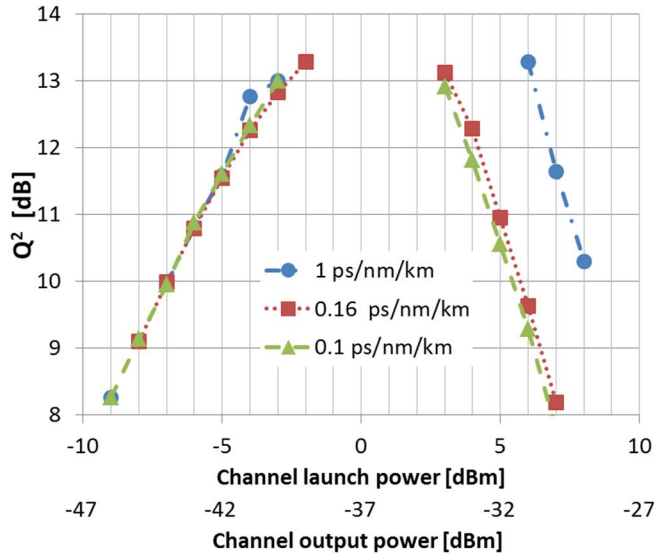 14
13
12
11
10
9
8
Q² [dB]
1 ps/nm/km
0.16 ps/nm/km
0.1 ps/nm/km
-10 -5 0 5 10
Channel launch power [dBm]
-47 -42 -37 -32 -27
Channel output power [dBm]